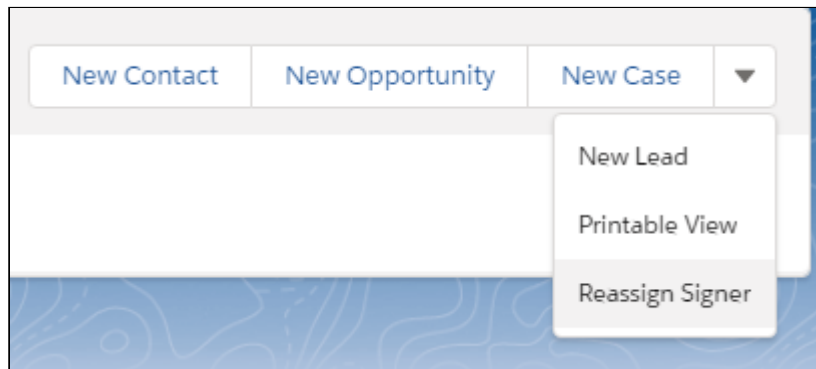 New Contact New Opportunity New Case
New Lead
Printable View
Reassign Signer